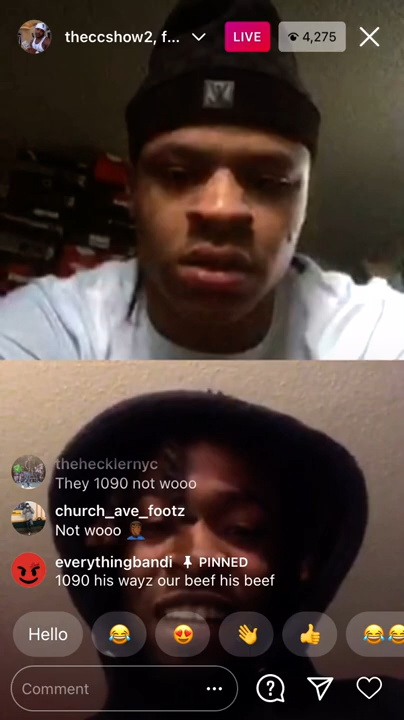 theccshow2, f...
LIVE
4,275
thehecklernyc
They 1090 not wooo
church_ave_footz
Not wooo 🤦🏾‍♂️
everythingbandi PINNED
1090 his wayz our beef his beef
Hello
Comment